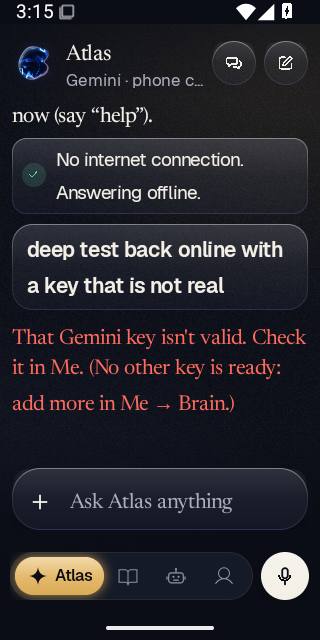 3:15
Atlas
Gemini · phone c...
now (say “help”).
No internet connection.
Answering offline.
deep test back online with
a key that is not real
That Gemini key isn't valid. Check
it in Me. (No other key is ready:
add more in Me → Brain.)
Ask Atlas anything
Atlas